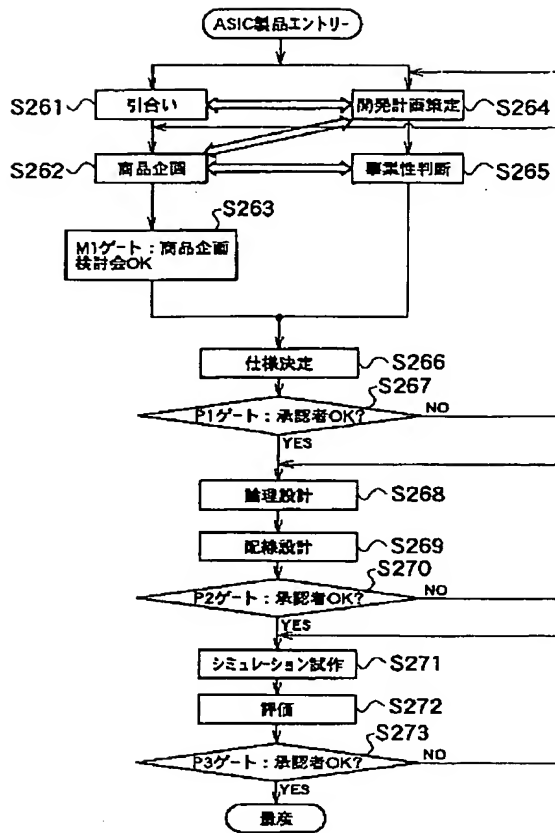 ASIC製品エントリー
S261
引合い
開発計画策定
S264
S262
商品企画
事業性判断
S265
S263
M1ゲート：商品企画
検討会OK
仕様決定
S266
S267
P1ゲート：承認者OK?
NO
YES
論理設計
S268
配線設計
S269
S270
P2ゲート：承認者OK?
NO
YES
シミュレーション試作
S271
評価
S272
S273
P3ゲート：承認者OK?
NO
YES
量産